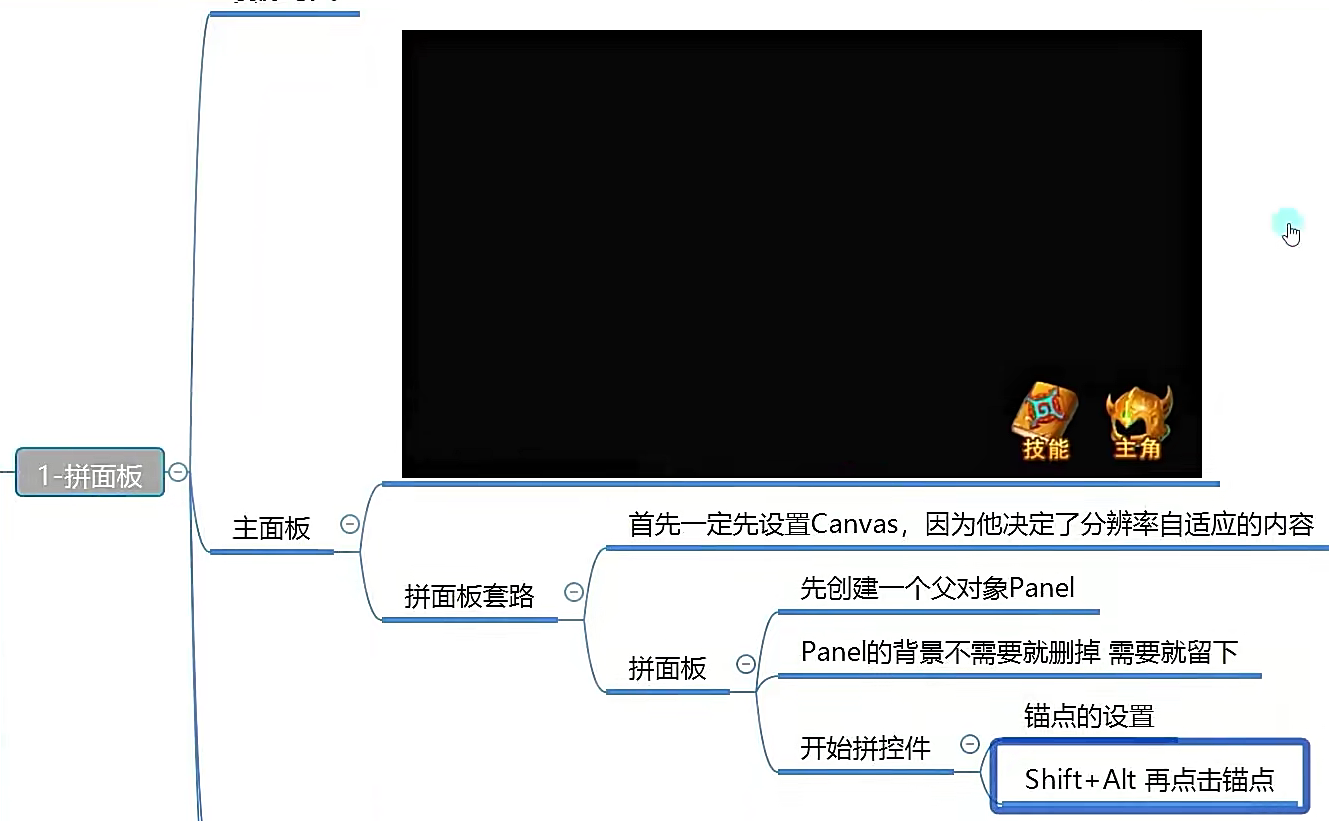 技能
主角
1-拼面板
主面板
首先一定先设置Canvas，因为他决定了分辨率自适应的内容
拼面板套路
先创建一个父对象Panel
Panel的背景不需要就删掉 需要就留下
拼面板
锚点的设置
开始拼控件
Shift+Alt 再点击锚点